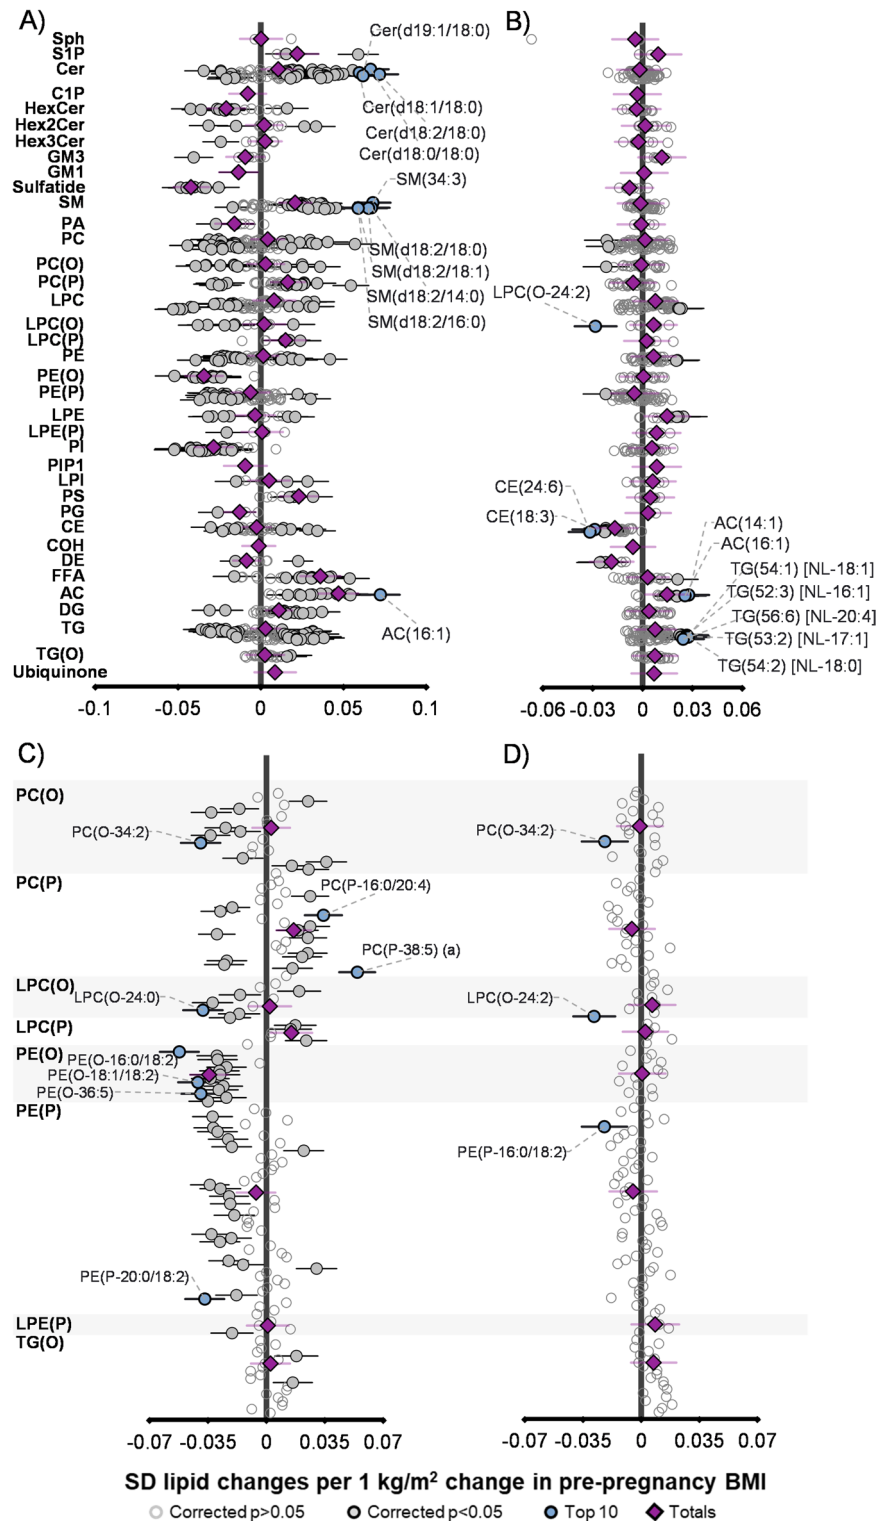 A)
B)
Sph
S1P
Cer
C1P
HexCer
Hex2Cer
Hex3Cer
GM3
GM1
Sulfatide
SM
PA
PC
PC(O)
PC(P)
LPC
LPC(O)
LPC(P)
PE
PE(O)
PE(P)
LPE
LPE(P)
PI
PIP1
LPI
PS
PG
CE
COH
DE
FFA
AC
DG
TG
TG(O)
Ubiquinone
Cer(d19:1/18:0)
Cer(d18:1/18:0)
Cer(d18:2/18:0)
Cer(d18:0/18:0)
SM(34:3)
SM(d18:2/18:0)
SM(d18:2/18:1)
SM(d18:2/14:0)
SM(d18:2/16:0)
AC(16:1)
-0.1 -0.05 0 0.05 0.1
LPC(O-24:2)
CE(24:6)
CE(18:3)
AC(14:1)
AC(16:1)
TG(54:1) [NL-18:1]
TG(52:3) [NL-16:1]
TG(56:6) [NL-20:4]
TG(53:2) [NL-17:1]
TG(54:2) [NL-18:0]
-0.06 -0.03 0 0.03 0.06
C)
D)
PC(O)
PC(P)
LPC(O)
LPC(P)
PE(O)
PE(P)
LPE(P)
TG(O)
PC(O-34:2)
PC(P-16:0/20:4)
PC(P-38:5) (a)
LPC(O-24:0)
PE(O-16:0/18:2)
PE(O-18:1/18:2)
PE(O-36:5)
PE(P-20:0/18:2)
-0.07 -0.035 0 0.035 0.07
PC(O-34:2)
LPC(O-24:2)
PE(P-16:0/18:2)
-0.07 -0.035 0 0.035 0.07
SD lipid changes per 1 kg/m² change in pre-pregnancy BMI
Corrected p>0.05 Corrected p<0.05 Top 10 Totals